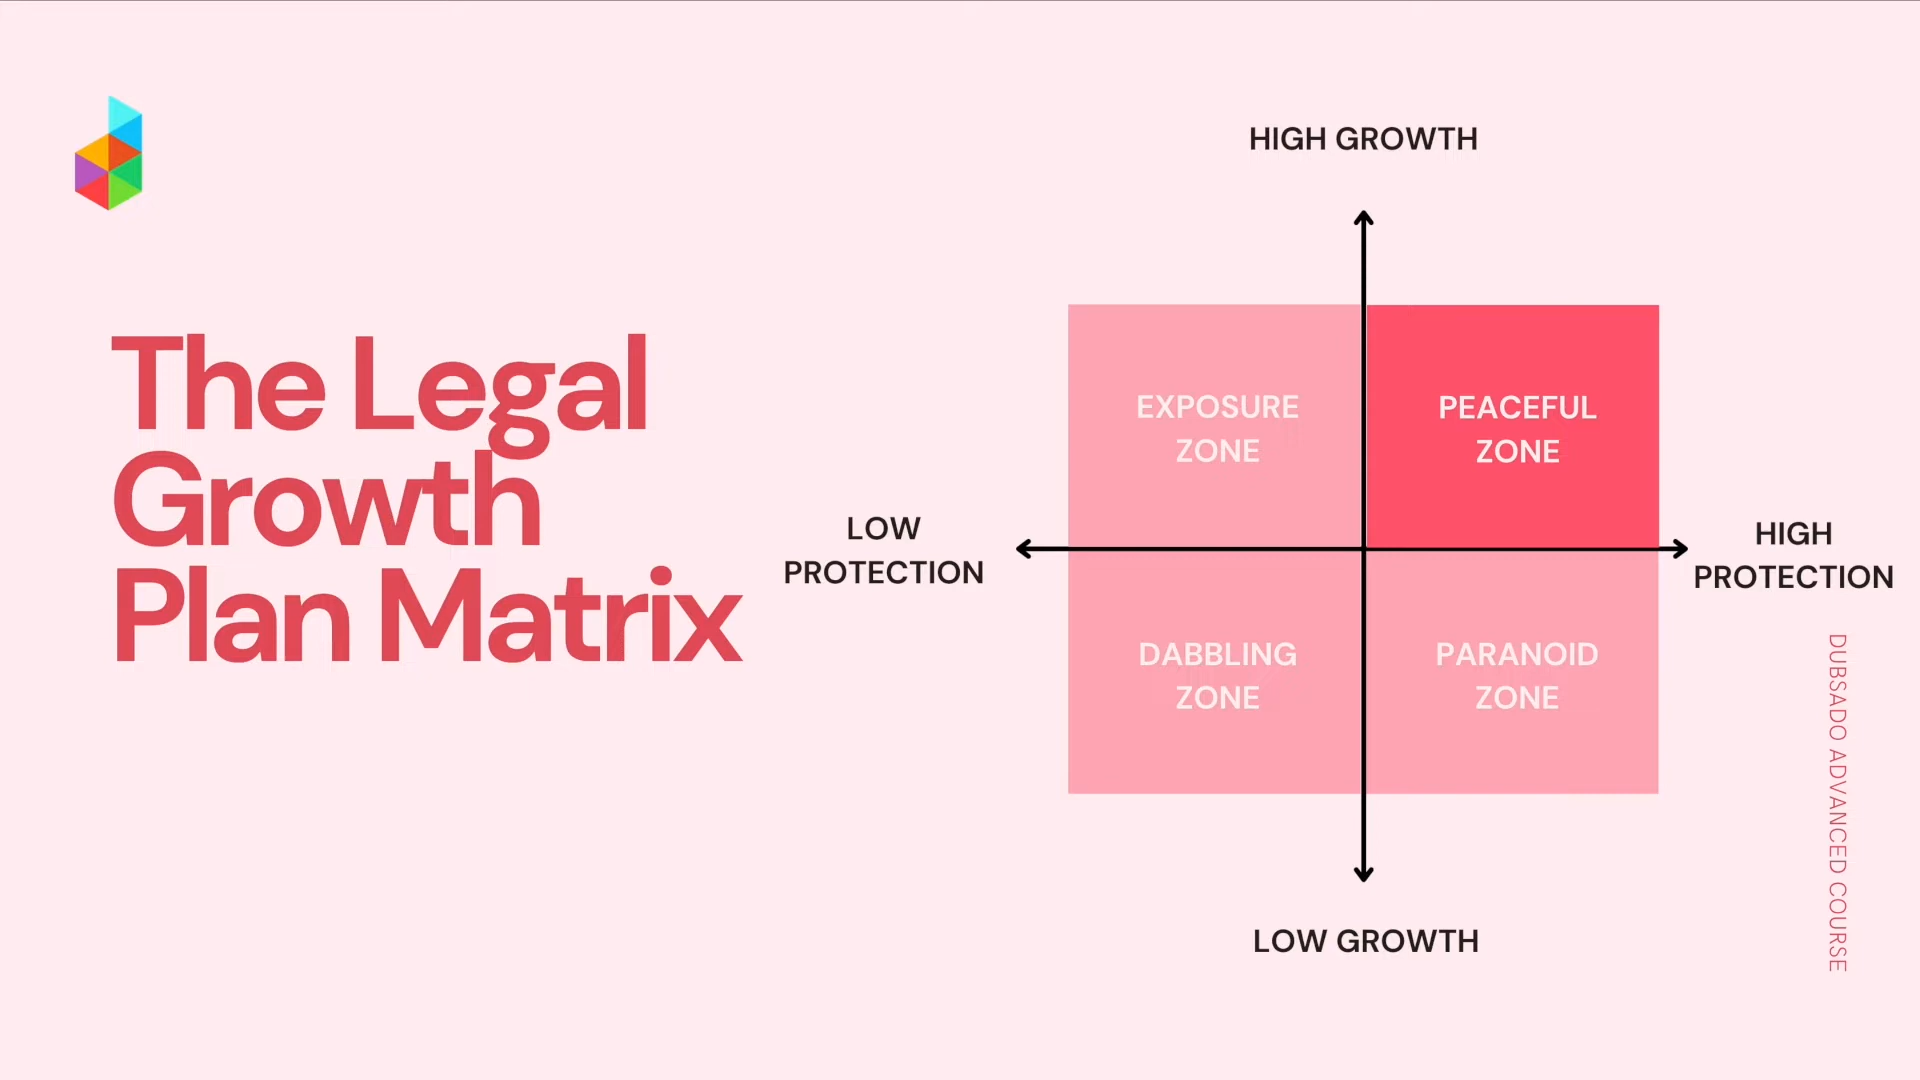 The Legal
Growth
Plan Matrix
HIGH GROWTH
EXPOSURE
ZONE
PEACEFUL
ZONE
LOW
PROTECTION
HIGH
PROTECTION
DABBLING
ZONE
PARANOID
ZONE
LOW GROWTH
DUBSADO ADVANCED COURSE